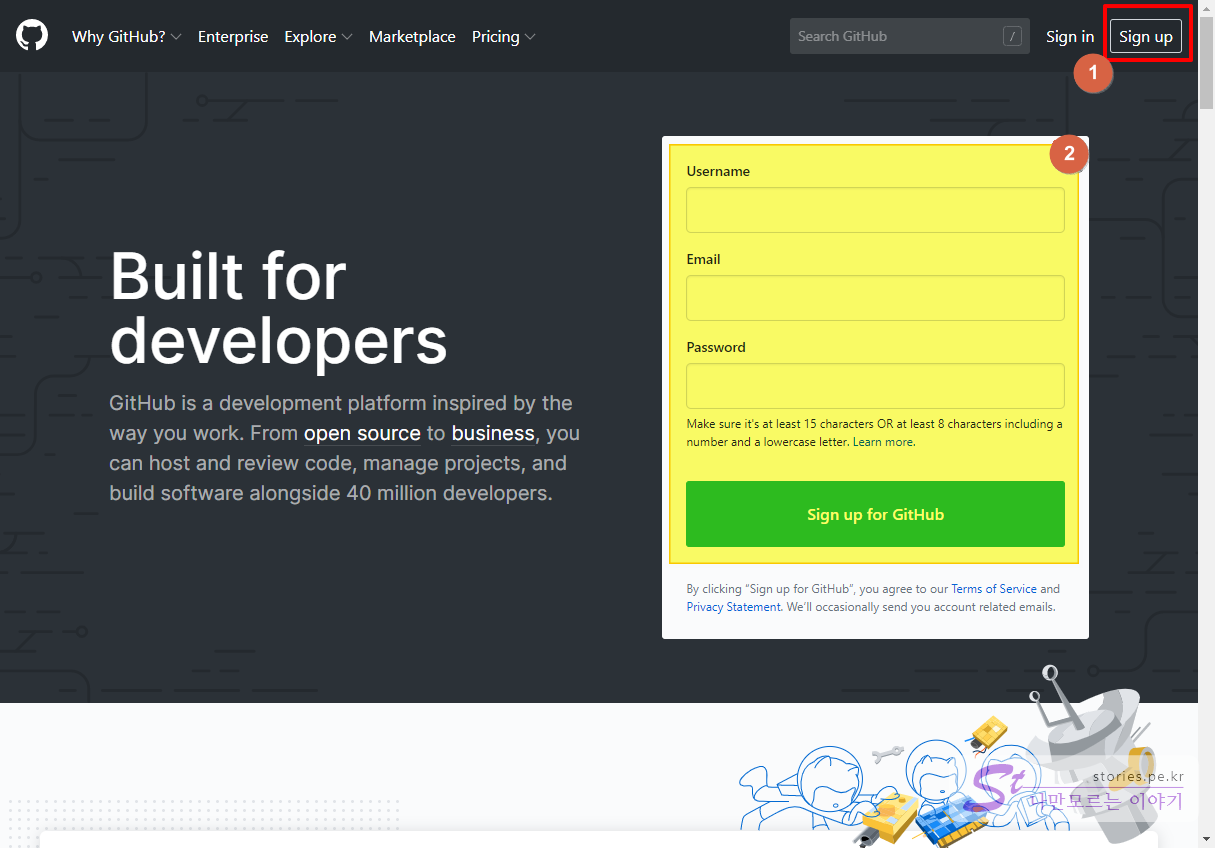 Why GitHub? Enterprise Explore Marketplace Pricing Search GitHub / Sign in Sign up
1
2
Username
Email
Password
Make sure it's at least 15 characters OR at least 8 characters including a
number and a lowercase letter. Learn more.
Sign up for GitHub
By clicking “Sign up for GitHub”, you agree to our Terms of Service and
Privacy Statement. We’ll occasionally send you account related emails.
Built for
developers
GitHub is a development platform inspired by the
way you work. From open source to business, you
can host and review code, manage projects, and
build software alongside 40 million developers.
St
stories.pe.kr
나만모르는 이야기